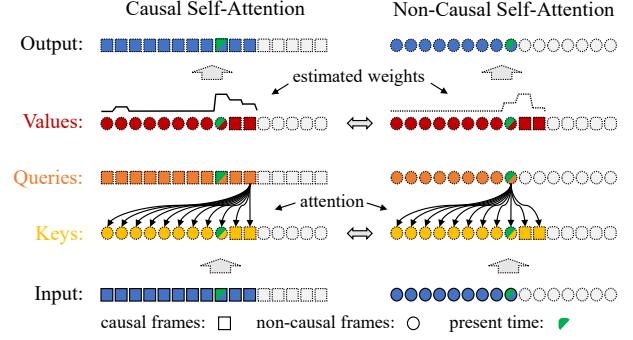 Causal Self-Attention
Non-Causal Self-Attention
Output:
estimated weights
Values:
Queries:
attention
Keys:
Input:
causal frames:
non-causal frames:
present time: